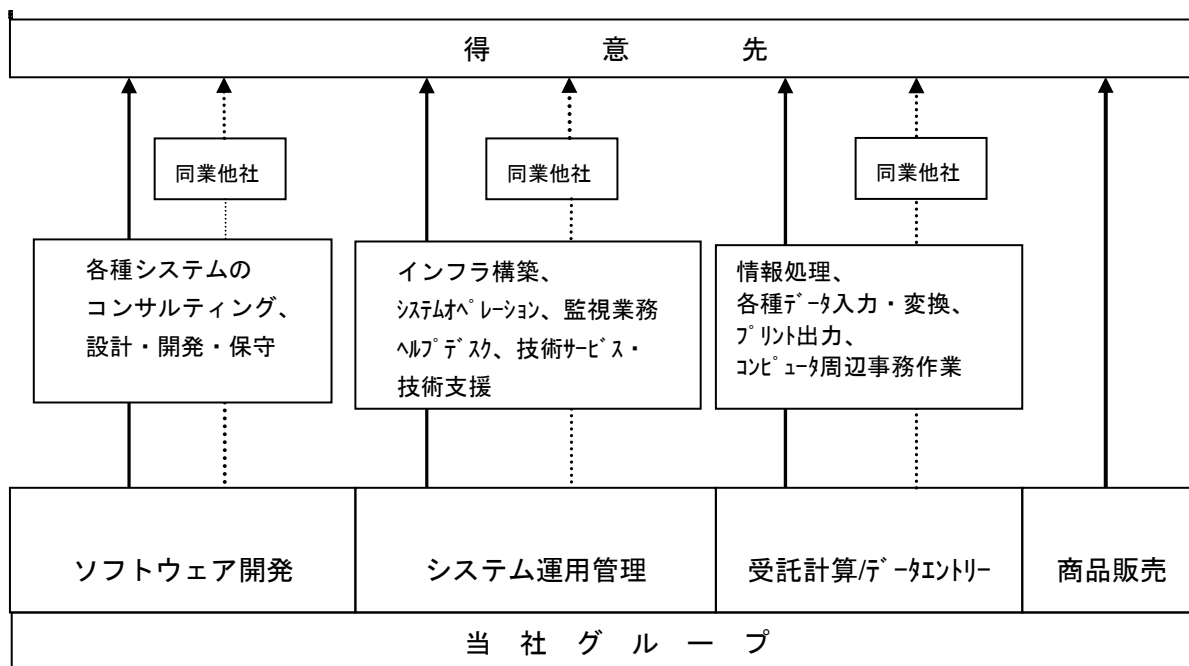 得意先
同業他社
同業他社
同業他社
各種システムの
コンサルティング、
設計・開発・保守
インフラ構築、
ｼｽﾃﾑｵﾍﾟﾚｰｼｮﾝ、監視業務
ﾍﾙﾌﾟﾃﾞｽｸ、技術ｻｰﾋﾞｽ・
技術支援
情報処理、
各種ﾃﾞｰﾀ入力・変換、
ﾌﾟﾘﾝﾄ出力、
ｺﾝﾋﾟｭｰﾀ周辺事務作業
ソフトウェア開発
システム運用管理
受託計算/ﾃﾞｰﾀｴﾝﾄﾘｰ
商品販売
当社グループ